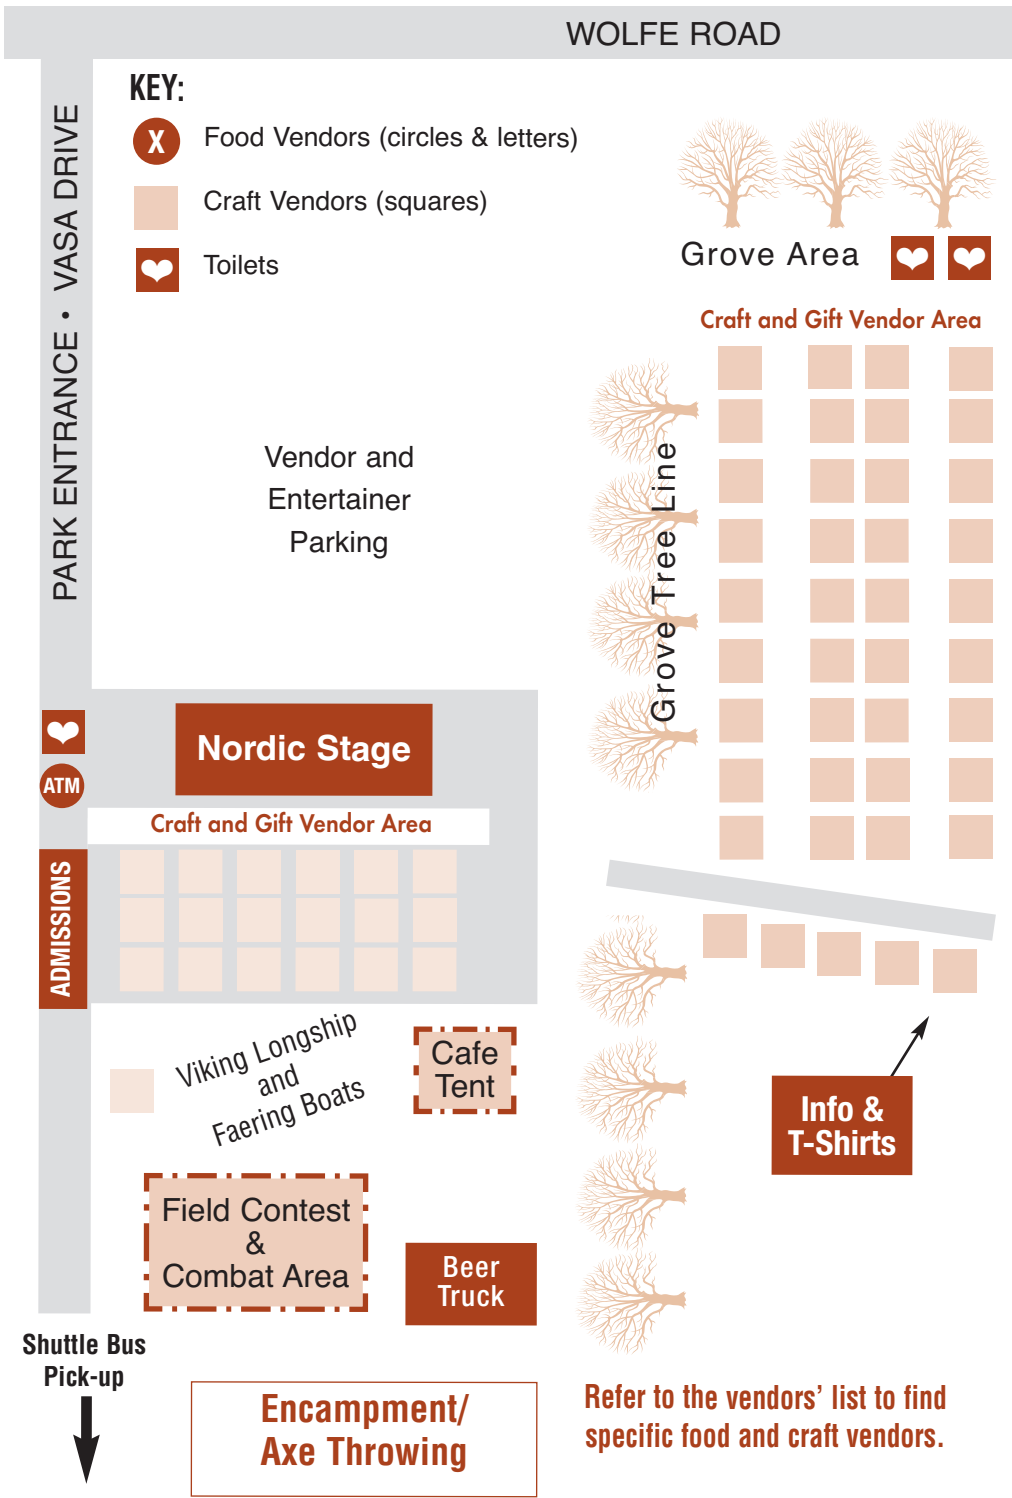 WOLFE ROAD
PARK ENTRANCE • VASA DRIVE
KEY:
X
Food Vendors (circles & letters)
Craft Vendors (squares)
Toilets
Grove Area
Craft and Gift Vendor Area
Grove Tree Line
Vendor and
Entertainer
Parking
Nordic Stage
ATM
Craft and Gift Vendor Area
ADMISSIONS
Viking Longship
and
Faering Boats
Cafe
Tent
Info &
T-Shirts
Field Contest
&
Combat Area
Beer
Truck
Shuttle Bus
Pick-up
Encampment/
Axe Throwing
Refer to the vendors’ list to find
specific food and craft vendors.